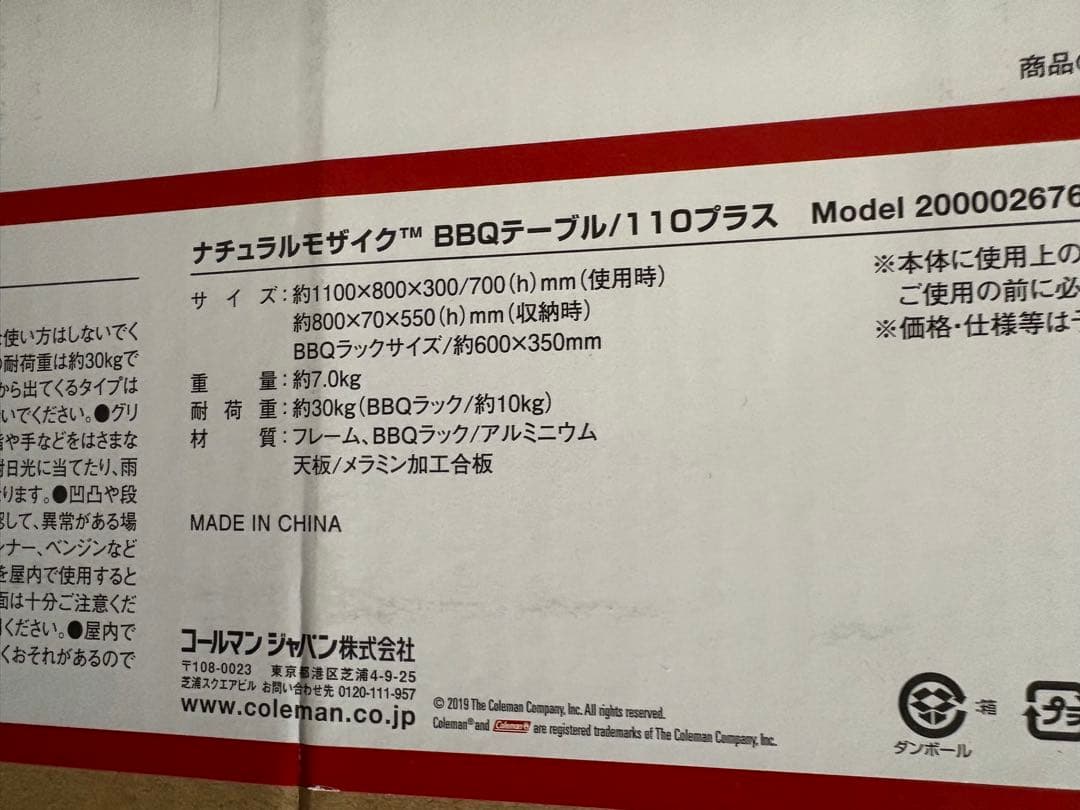 商品の
ナチュラルモザイク™ BBQテーブル/110プラス Model 200002676
サイズ：約1100×800×300/700(h)mm(使用時)
約800×70×550(h)mm(収納時)
BBQラックサイズ/約600×350mm
重量：約7.0kg
耐荷重：約30kg(BBQラック/約10kg)
材質：フレーム、BBQラック/アルミニウム
天板/メラミン加工合板
MADE IN CHINA
※本体に使用上の
ご使用の前に必
※価格・仕様等は
使い方はしないでく
耐荷重は約30kgで
から出てくるタイプは
いでください。●グリ
や手などをはさまな
日光に当てたり、雨
ります。●凹凸や段
して、異常がある場
ンナー、ベンジンなど
を屋内で使用すると
面は十分ご注意くだ
ください。●屋内で
くおそれがあるので
コールマン ジャパン株式会社
〒108-0023 東京都港区芝浦4-9-25
芝浦スクエアビル お問い合わせ先 0120-111-957
www.coleman.co.jp
© 2019 The Coleman Company, Inc. All rights reserved.
Coleman® and Coleman® are registered trademarks of The Coleman Company, Inc.
:箱
ダンボール
プラ